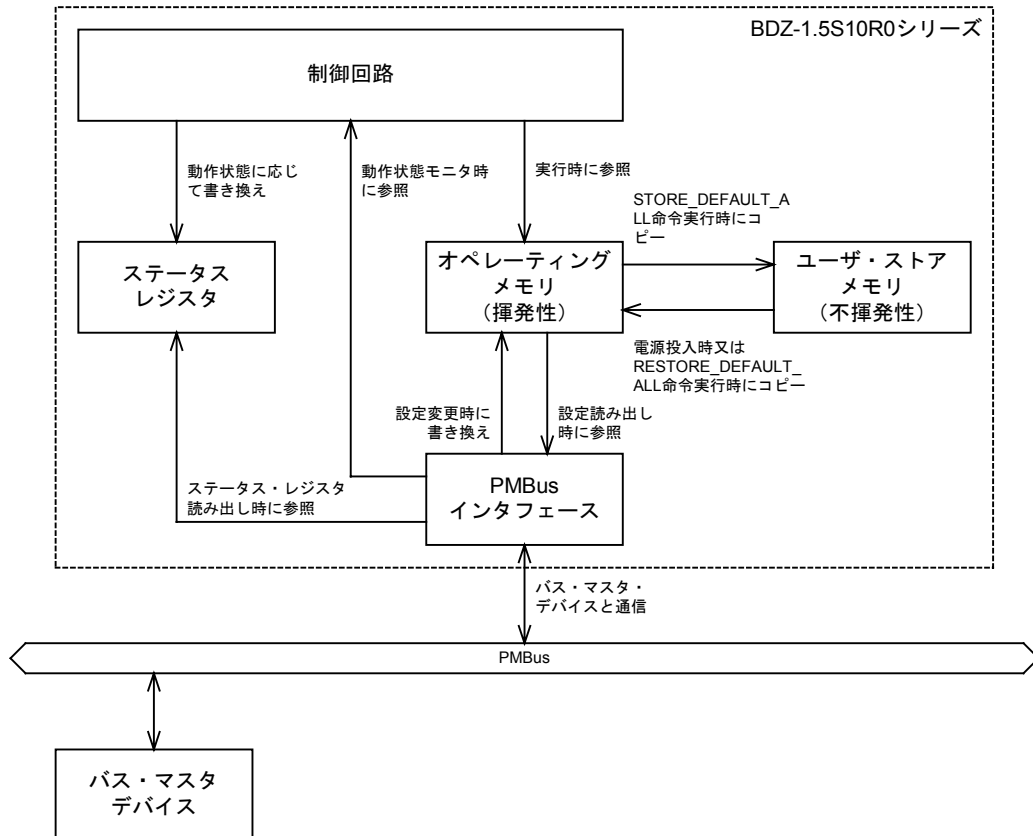 BDZ-1.5S10R0シリーズ
制御回路
動作状態に応じ
て書き換え
動作状態モニタ時
に参照
実行時に参照
STORE_DEFAULT_A
LL命令実行時にコ
ピー
ステータス
レジスタ
オペレーティング
メモリ
（揮発性）
ユーザ・ストア
メモリ
（不揮発性）
電源投入時又は
RESTORE_DEFAULT_
ALL命令実行時にコピー
設定変更時に
書き換え
設定読み出し
時に参照
ステータス・レジスタ
読み出し時に参照
PMBus
インタフェース
バス・マスタ・
デバイスと通信
PMBus
バス・マスタ
デバイス